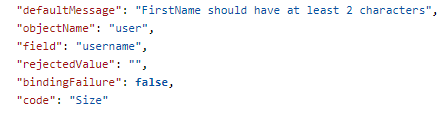 "defaultMessage": "FirstName should have at least 2 characters",
"objectName": "user",
"field": "username",
"rejectedValue": "",
"bindingFailure": false,
"code": "Size"